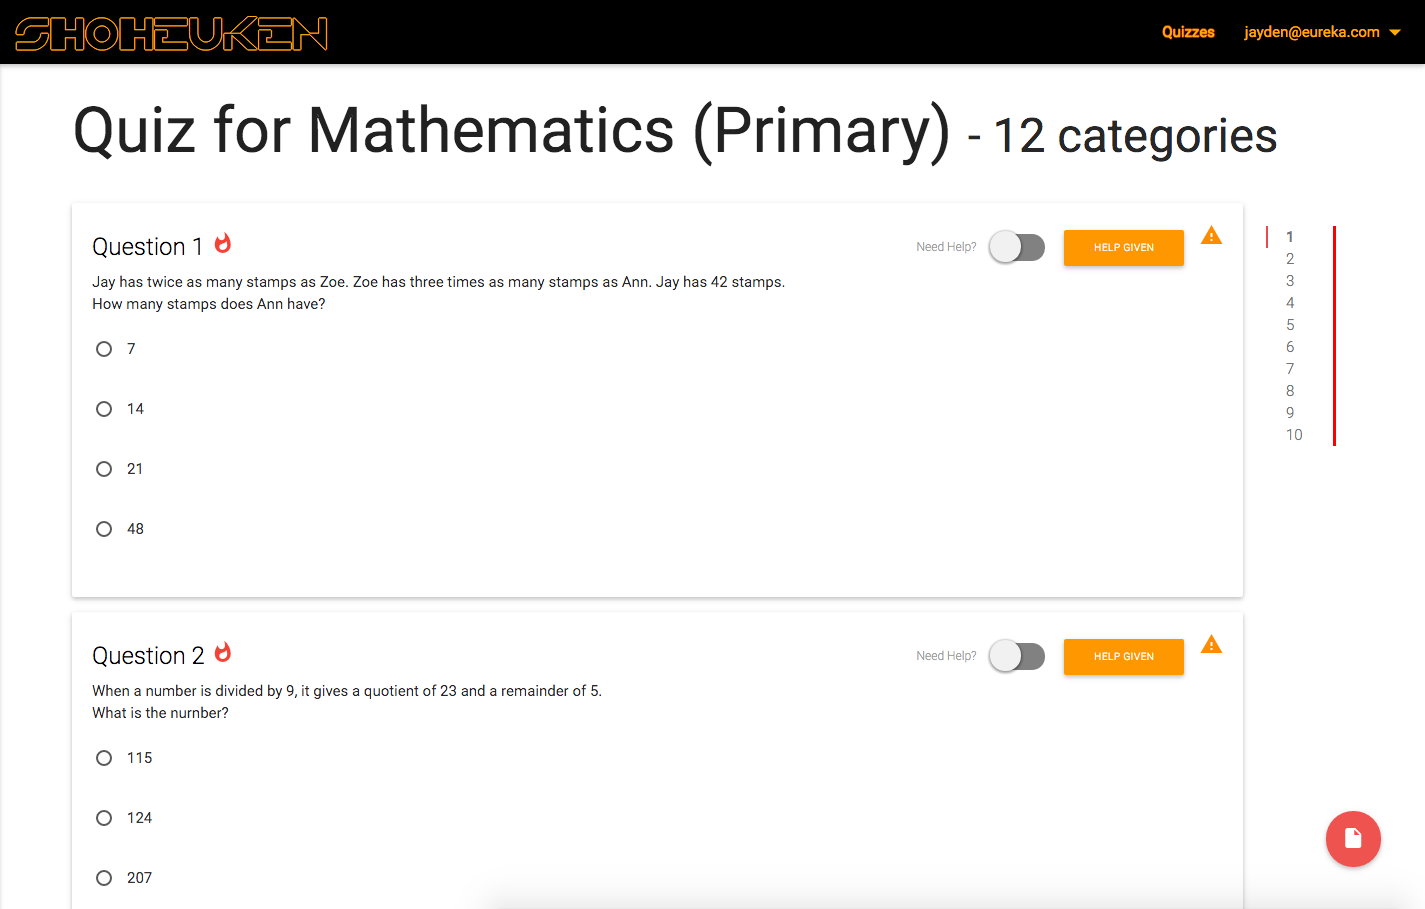 SHOHEUKEN
Quizzes
jayden@eureka.com
Quiz for Mathematics (Primary) - 12 categories
Question 1
Need Help?
HELP GIVEN
Jay has twice as many stamps as Zoe. Zoe has three times as many stamps as Ann. Jay has 42 stamps.
How many stamps does Ann have?
7
14
21
48
1
2
3
4
5
6
7
8
9
10
Question 2
Need Help?
HELP GIVEN
When a number is divided by 9, it gives a quotient of 23 and a remainder of 5.
What is the nurnber?
115
124
207